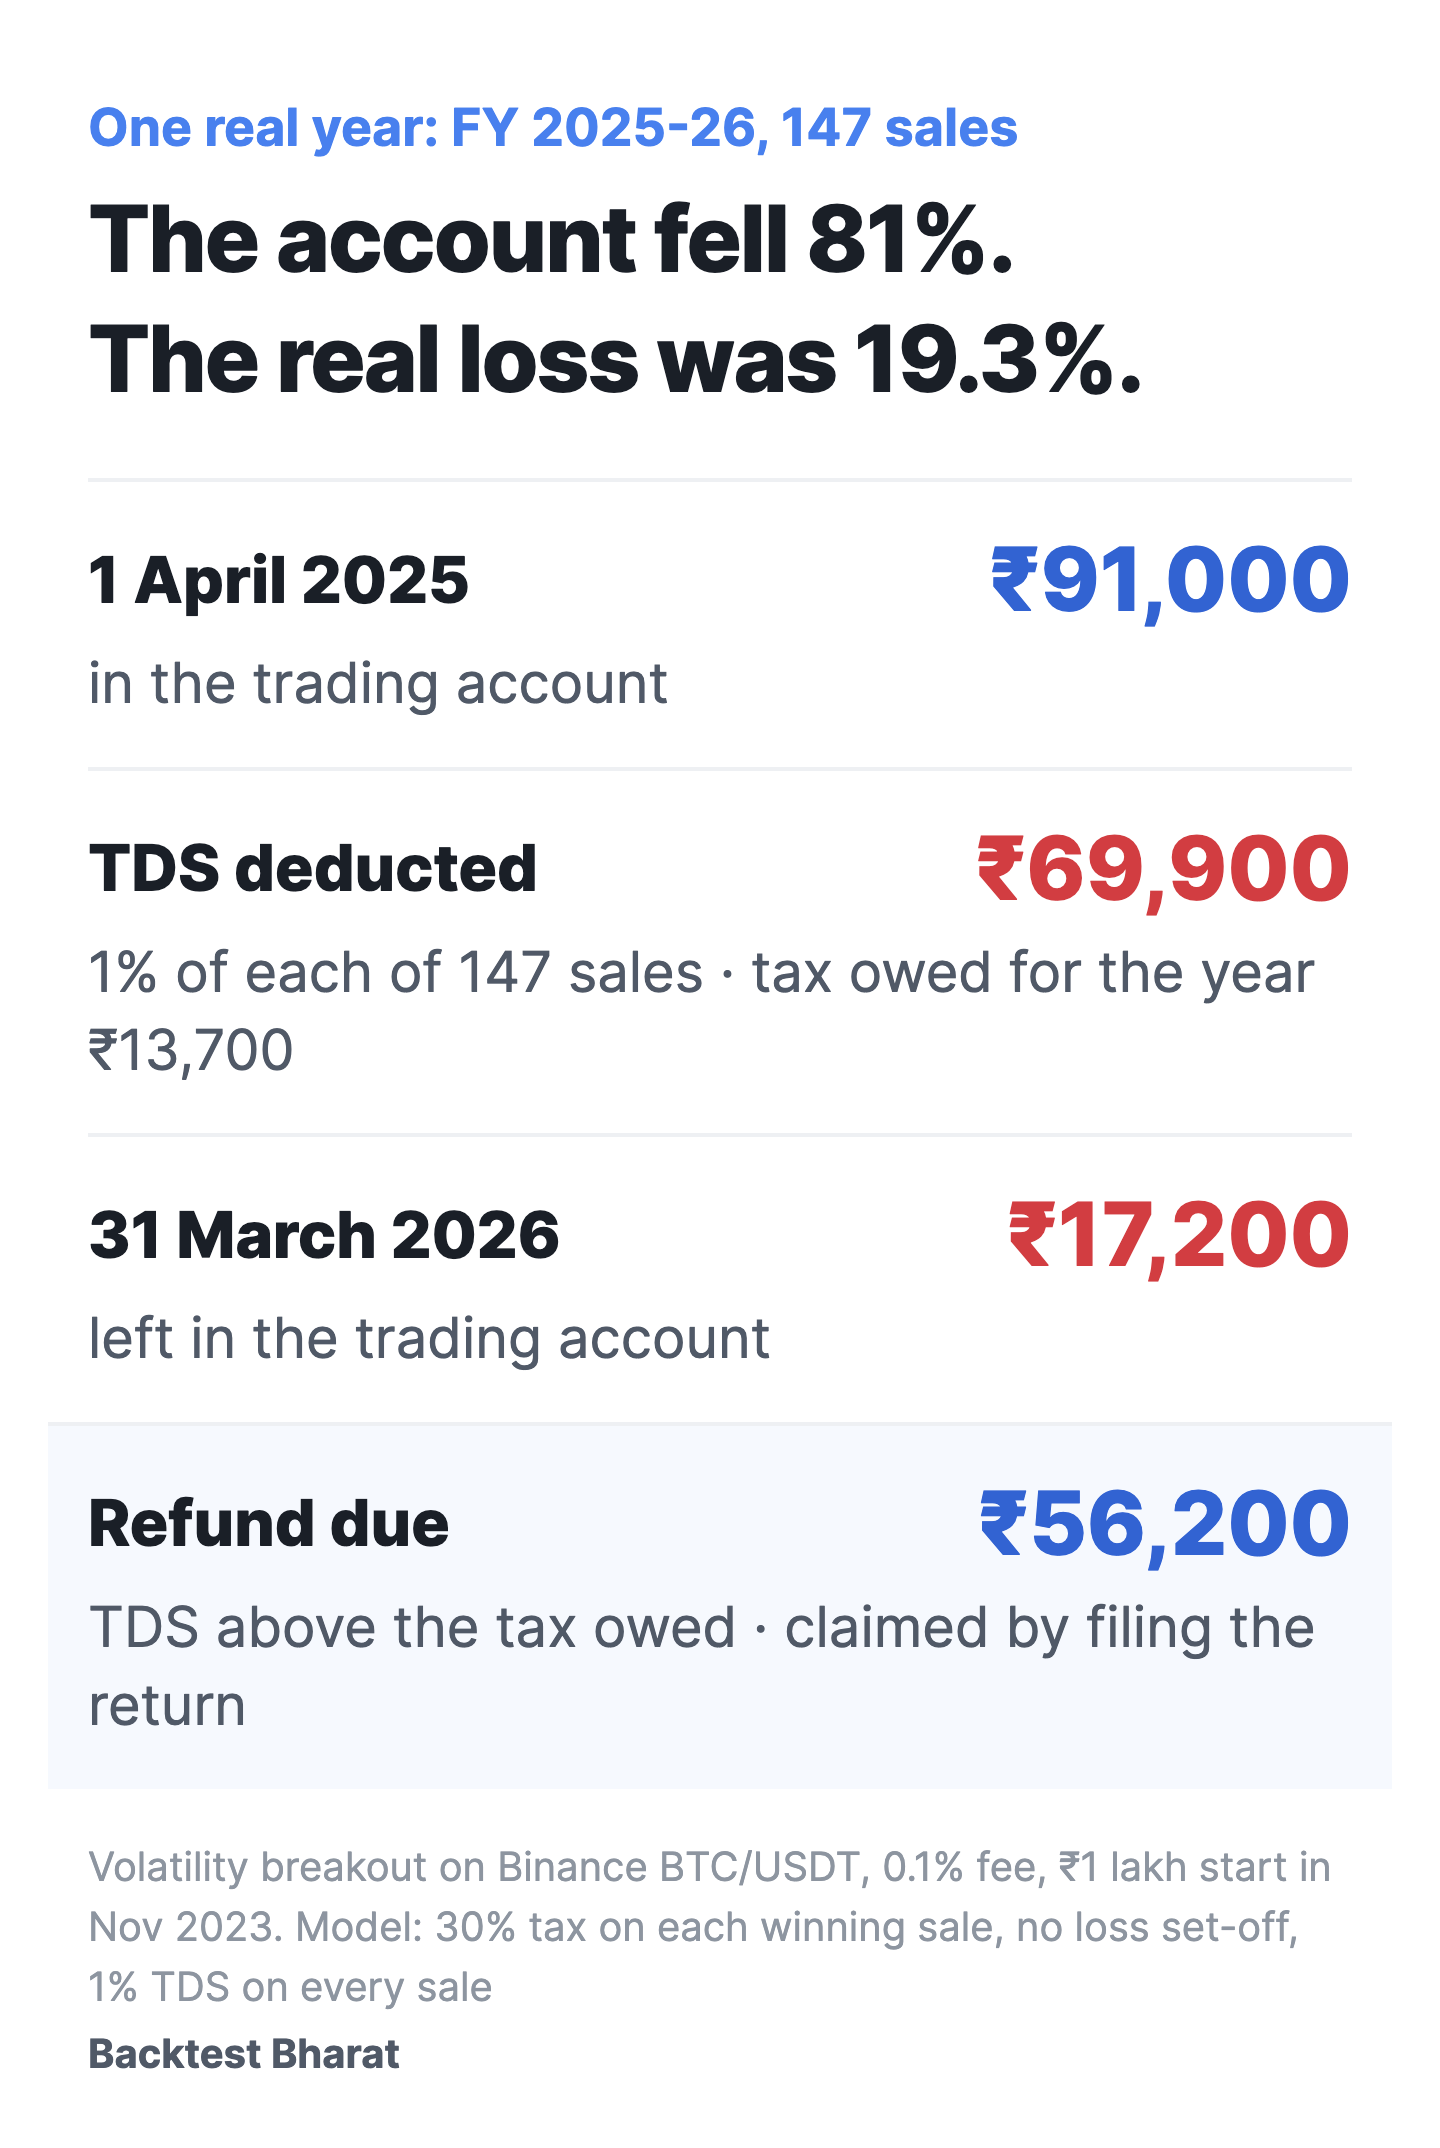 One real year: FY 2025-26, 147 sales
The account fell 81%.
The real loss was 19.3%.
1 April 2025
₹91,000
in the trading account
TDS deducted
₹69,900
1% of each of 147 sales · tax owed for the year
₹13,700
31 March 2026
₹17,200
left in the trading account
Refund due
₹56,200
TDS above the tax owed · claimed by filing the
return
Volatility breakout on Binance BTC/USDT, 0.1% fee, ₹1 lakh start in
Nov 2023. Model: 30% tax on each winning sale, no loss set-off,
1% TDS on every sale
Backtest Bharat